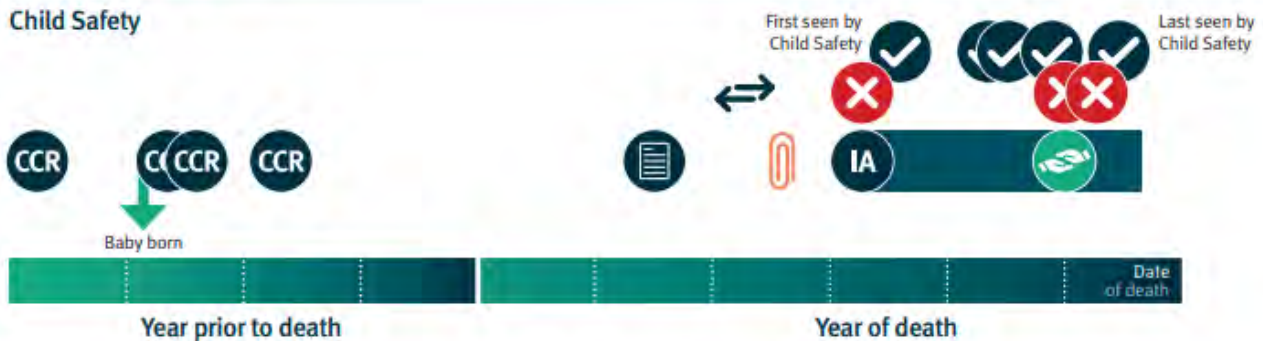 Child Safety
First seen by
Child Safety
Last seen by
Child Safety
CCR
CCR
CCR
IA
Baby born
Date
of death
Year prior to death
Year of death